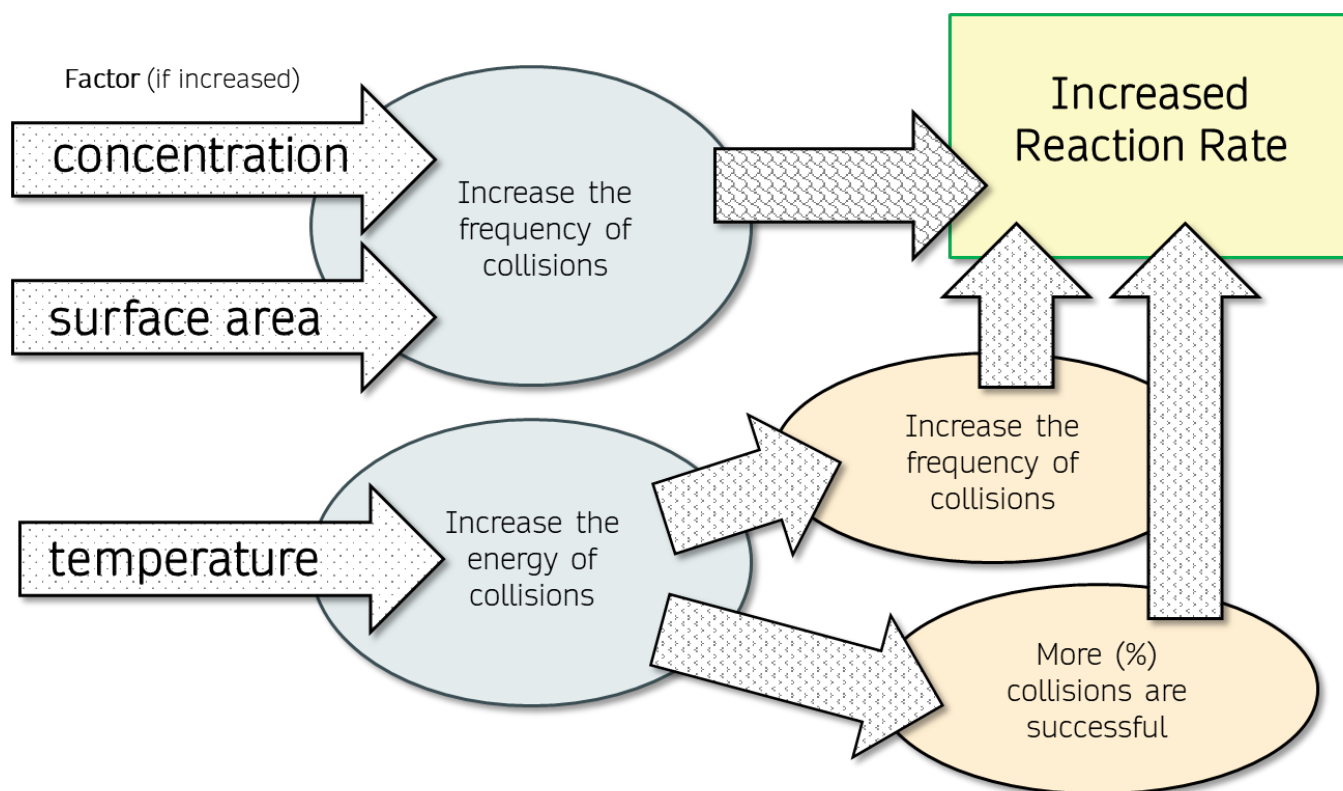 Factor (if increased)
concentration
surface area
Increase the
frequency of
collisions
Increased
Reaction Rate
temperature
Increase the
energy of
collisions
Increase the
frequency of
collisions
More (%)
collisions are
successful